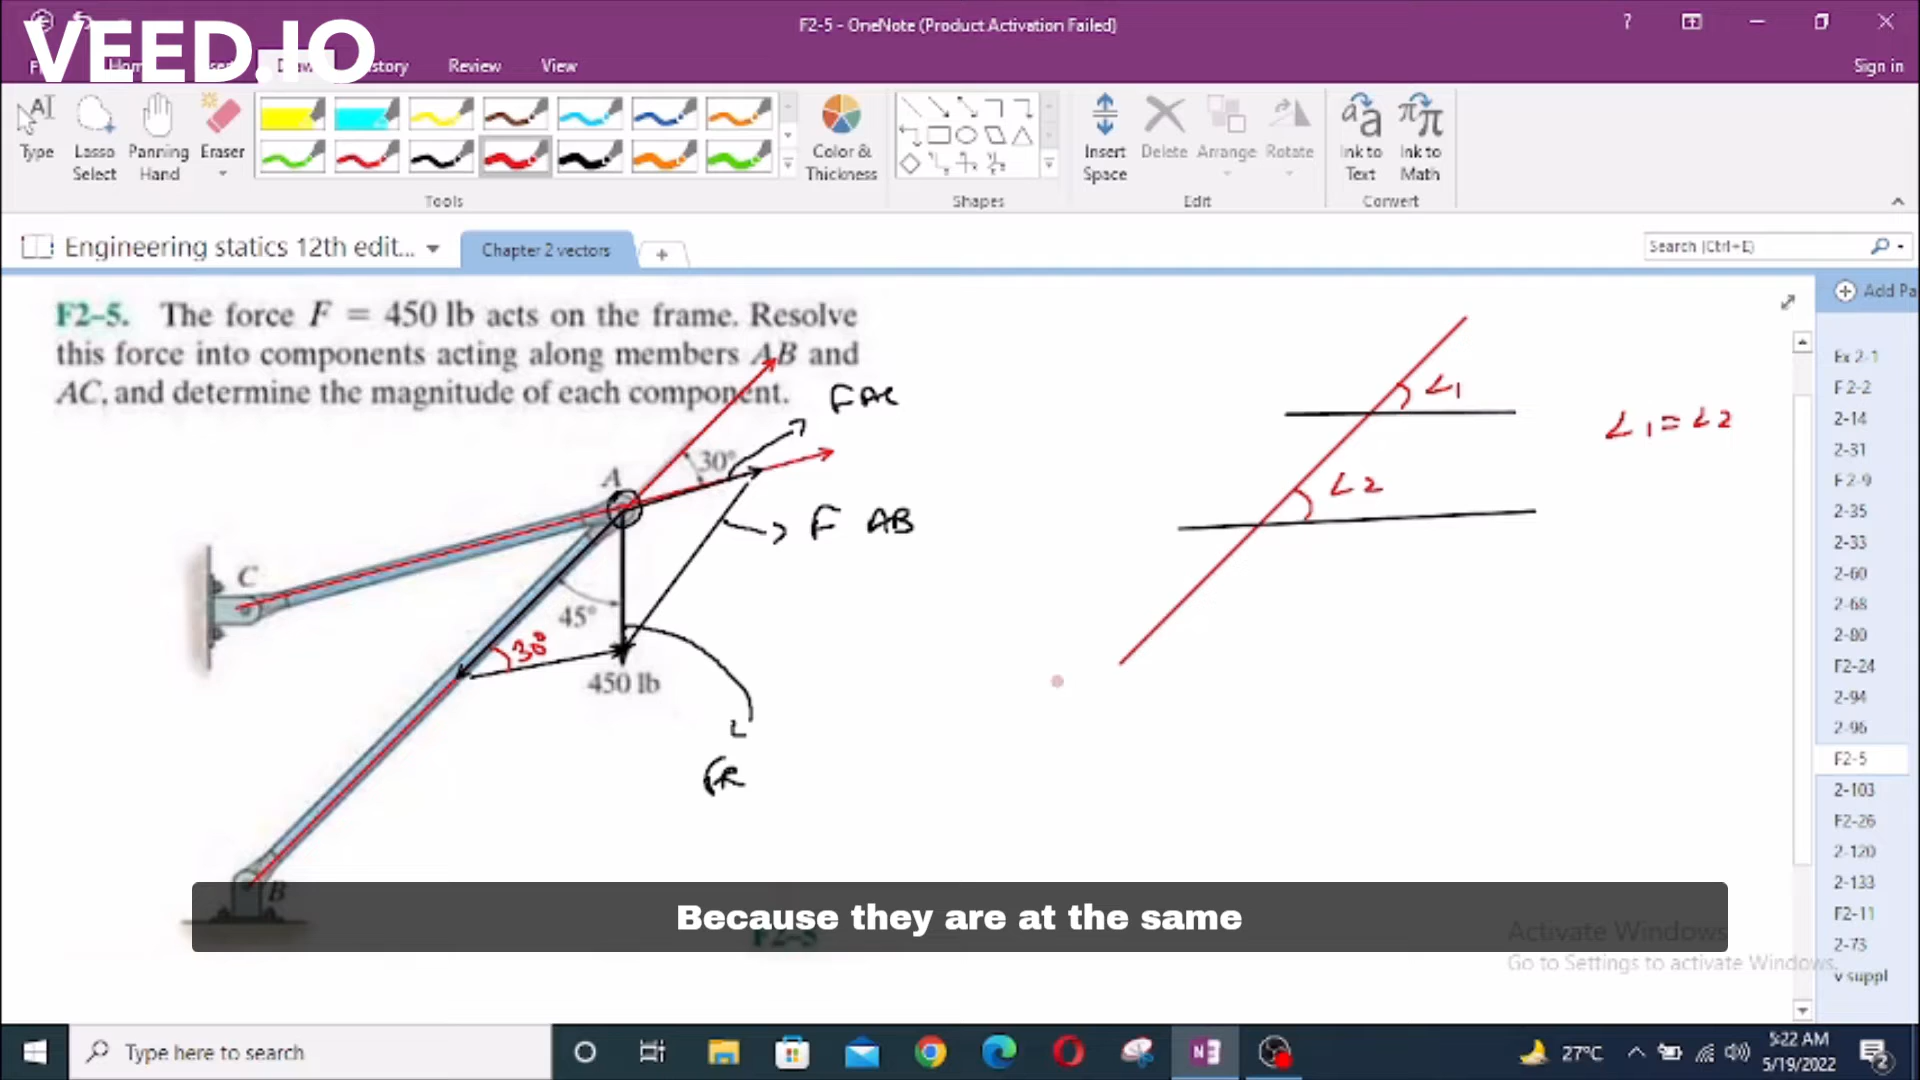 F2-5 - OneNote (Product Activation Failed)
VEED.IO
History
Review
View
Sign in
Type
Lasso Select
Panning Hand
Eraser
Color & Thickness
Insert Space
Delete
Arrange
Rotate
Ink to Text
Ink to Math
Tools
Shapes
Edit
Convert
Engineering statics 12th edit...
Chapter 2 vectors
Search (Ctrl+E)
Add Pa
F2–5. The force F = 450 lb acts on the frame. Resolve
this force into components acting along members AB and
AC, and determine the magnitude of each component.
FAC
30°
A
F AB
C
45°
30°
450 lb
FR
B
F2–5
∠1
∠2
∠1=∠2
Ex 2-1
F 2-2
2-14
2-31
F 2-9
2-35
2-33
2-60
2-68
2-80
F2-24
2-94
2-96
F2-5
2-103
F2-26
2-120
2-133
F2-11
2-73
v suppl
Because they are at the same
Activate Windows
Go to Settings to activate Windows.
Type here to search
27°C
5:22 AM
5/19/2022
2